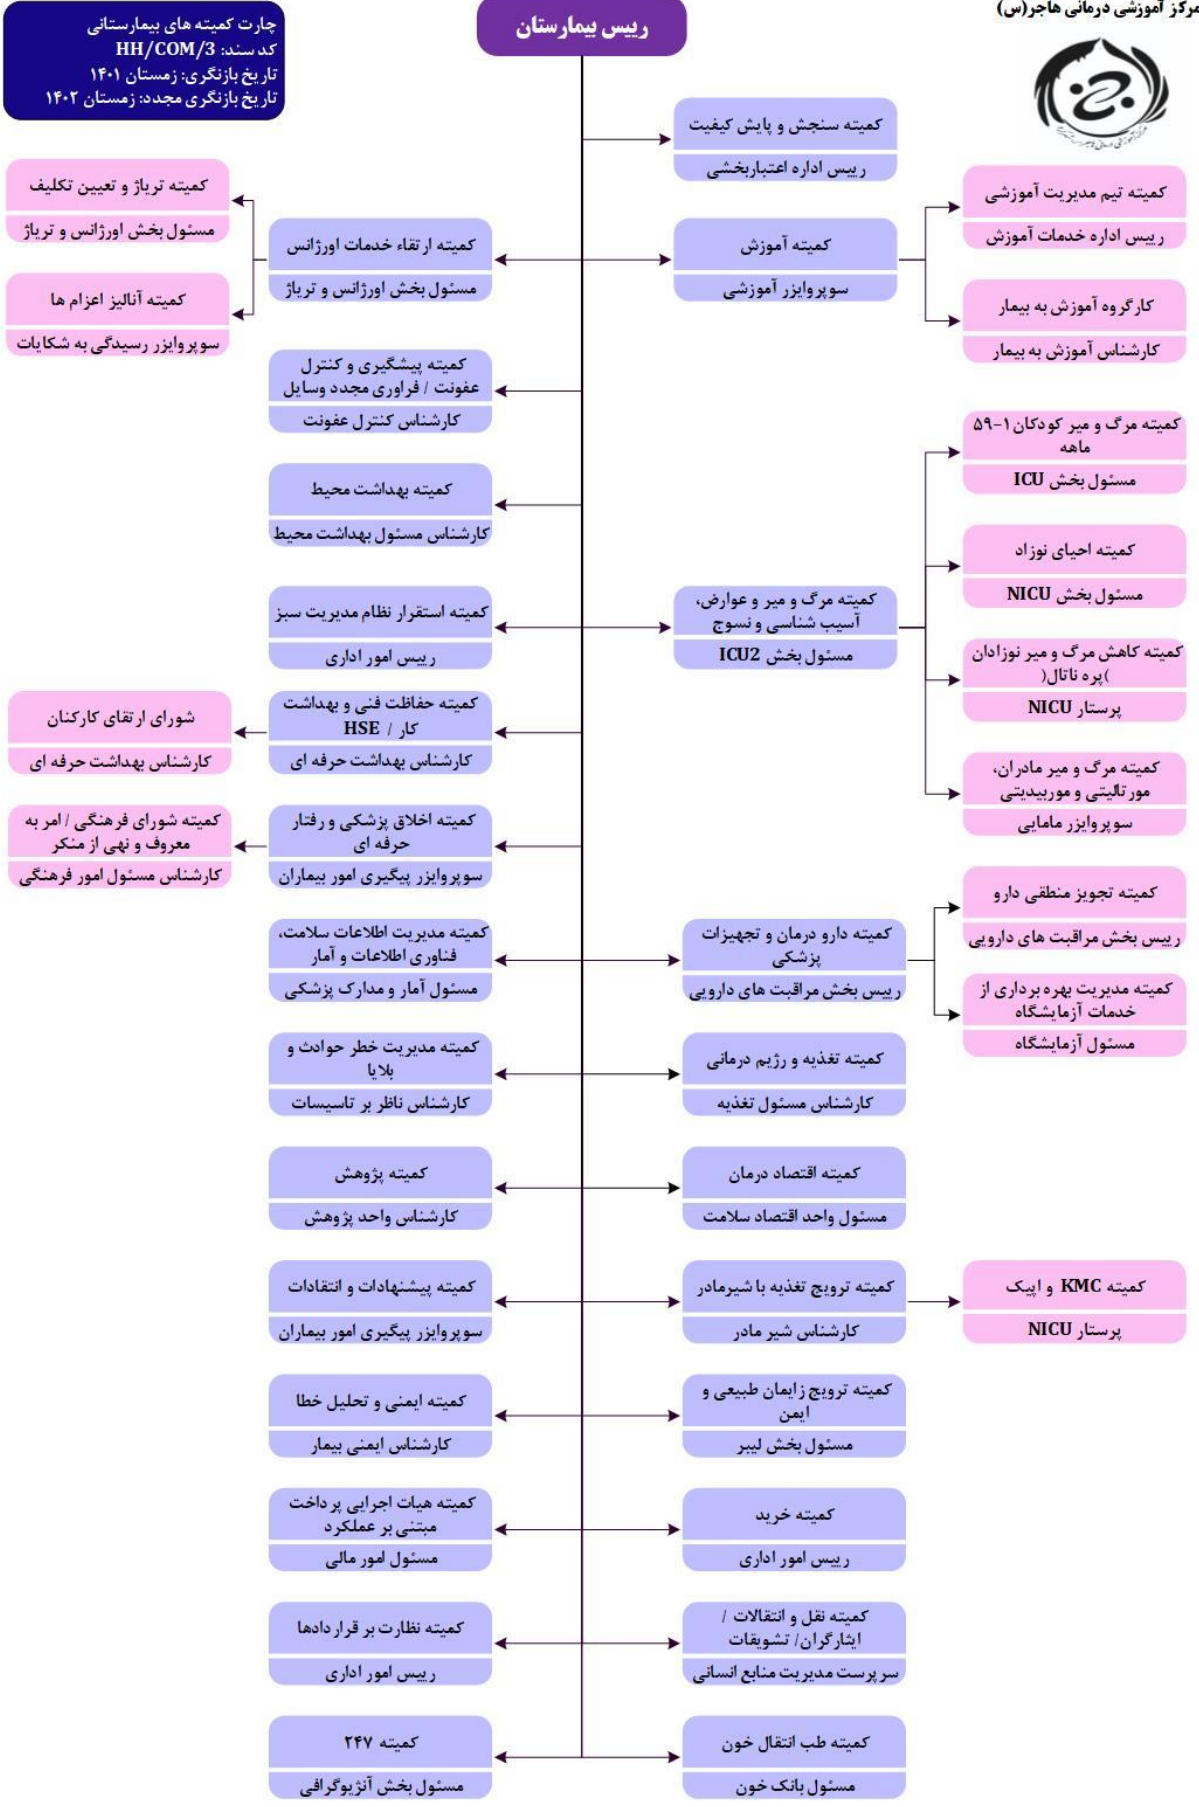 مرکز آموزشی درمانی هاجر(س)
چارت کمیته های بیمارستانی
کد سند: HH/COM/3
تاریخ بازنگری: زمستان ۱۴۰۱
تاریخ بازنگری مجدد: زمستان ۱۴۰۲
رییس بیمارستان
کمیته سنجش و پایش کیفیت
رییس اداره اعتباربخشی
کمیته تیم مدیریت آموزشی
رییس اداره خدمات آموزش
کمیته آموزش
سوپروایزر آموزشی
کارگروه آموزش به بیمار
کارشناس آموزش به بیمار
کمیته ارتقاء خدمات اورژانس
مسئول بخش اورژانس و تریاژ
کمیته تریاژ و تعیین تکلیف
مسئول بخش اورژانس و تریاژ
کمیته آنالیز اعزام ها
سوپروایزر رسیدگی به شکایات
کمیته پیشگیری و کنترل
عفونت / فراوری مجدد وسایل
کارشناس کنترل عفونت
کمیته بهداشت محیط
کارشناس مسئول بهداشت محیط
کمیته مرگ و میر کودکان ۱-۵۹
ماهه
مسئول بخش ICU
کمیته احیای نوزاد
مسئول بخش NICU
کمیته مرگ و میر و عوارض،
آسیب شناسی و نسوج
مسئول بخش ICU2
کمیته کاهش مرگ و میر نوزادان
)پره ناتال(
پرستار NICU
کمیته مرگ و میر مادران،
مورتالیتی و موربیدیتی
سوپروایزر مامایی
کمیته استقرار نظام مدیریت سبز
رییس امور اداری
کمیته حفاظت فنی و بهداشت
کار / HSE
کارشناس بهداشت حرفه ای
شورای ارتقای کارکنان
کارشناس بهداشت حرفه ای
کمیته اخلاق پزشکی و رفتار
حرفه ای
سوپروایزر پیگیری امور بیماران
کمیته شورای فرهنگی / امر به
معروف و نهی از منکر
کارشناس مسئول امور فرهنگی
کمیته تجویز منطقی دارو
رییس بخش مراقبت های دارویی
کمیته دارو درمان و تجهیزات
پزشکی
رییس بخش مراقبت های دارویی
کمیته مدیریت بهره برداری از
خدمات آزمایشگاه
مسئول آزمایشگاه
کمیته مدیریت اطلاعات سلامت،
فناوری اطلاعات و آمار
مسئول آمار و مدارک پزشکی
کمیته تغذیه و رژیم درمانی
کارشناس مسئول تغذیه
کمیته مدیریت خطر حوادث و
بلایا
کارشناس ناظر بر تاسیسات
کمیته اقتصاد درمان
مسئول واحد اقتصاد سلامت
کمیته پژوهش
کارشناس واحد پژوهش
کمیته KMC و اپیک
پرستار NICU
کمیته ترویج تغذیه با شیرمادر
کارشناس شیر مادر
کمیته پیشنهادات و انتقادات
سوپروایزر پیگیری امور بیماران
کمیته ترویج زایمان طبیعی و
ایمن
مسئول بخش لیبر
کمیته ایمنی و تحلیل خطا
کارشناس ایمنی بیمار
کمیته خرید
رییس امور اداری
کمیته هیات اجرایی پرداخت
مبتنی بر عملکرد
مسئول امور مالی
کمیته نقل و انتقالات /
ایثارگران/ تشویقات
سرپرست مدیریت منابع انسانی
کمیته نظارت بر قراردادها
رییس امور اداری
کمیته طب انتقال خون
مسئول بانک خون
کمیته ۲۴۷
مسئول بخش آنژیوگرافی